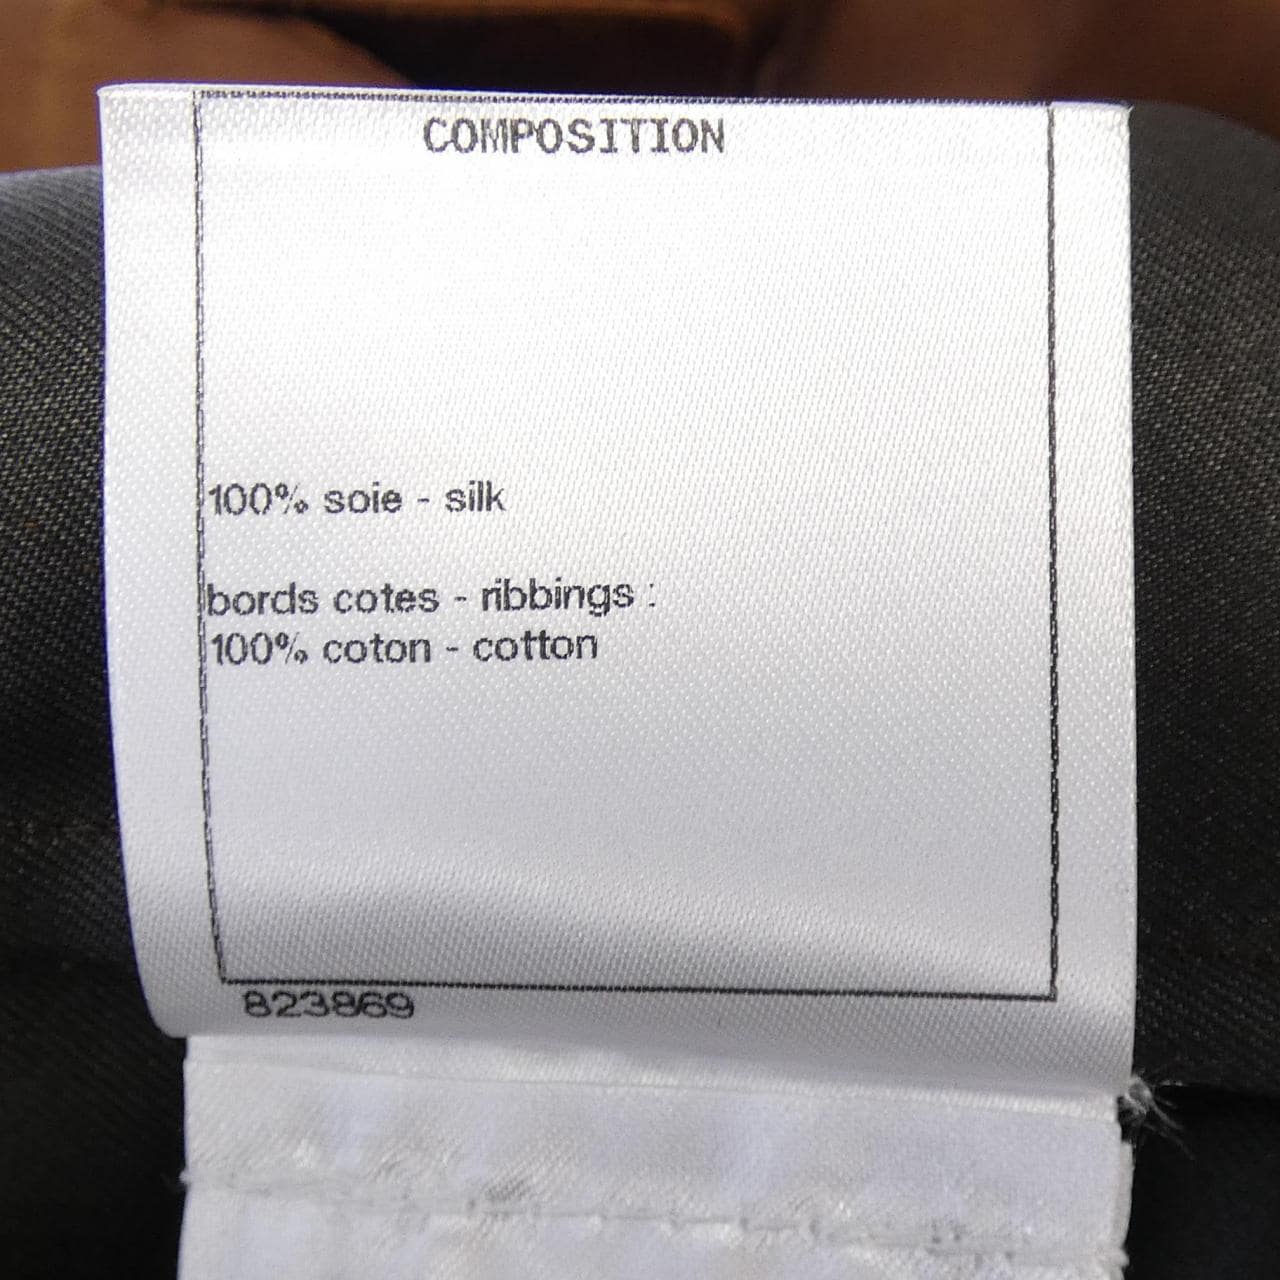 COMPOSITION
100% soie - silk
bords cotes - ribbings :
100% coton - cotton
823869